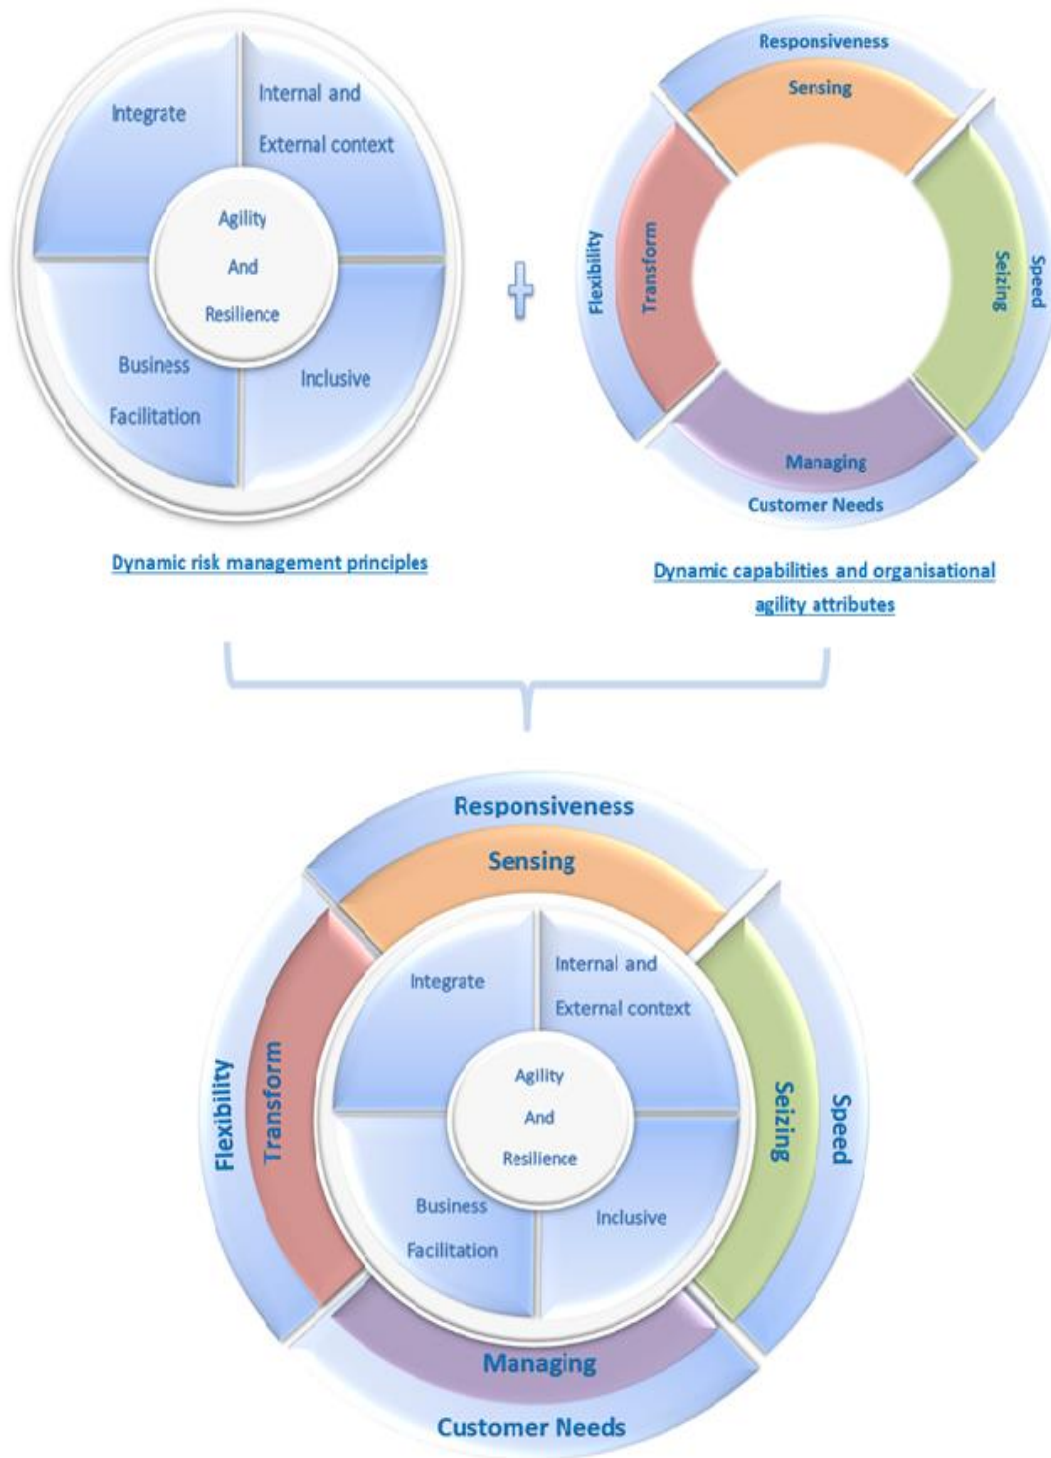 Integrate
Internal and
External context
Agility
And
Resilience
Business
Facilitation
Inclusive
Dynamic risk management principles
Responsiveness
Sensing
Flexibility
Transform
Seizing
Speed
Managing
Customer Needs
Dynamic capabilities and organisational
agility attributes
Responsiveness
Sensing
Flexibility
Transform
Integrate
Internal and
External context
Agility
And
Resilience
Business
Facilitation
Inclusive
Seizing
Speed
Managing
Customer Needs